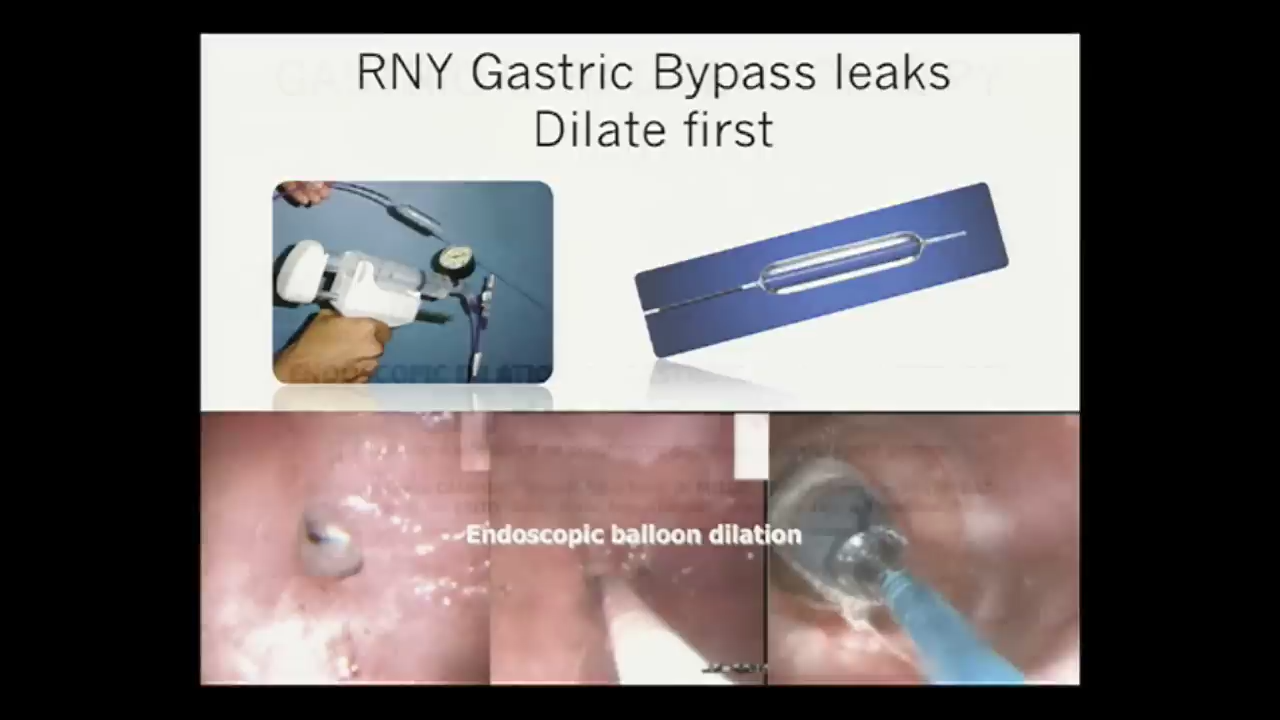 RNY Gastric Bypass leaks
Dilate first
Endoscopic balloon dilation